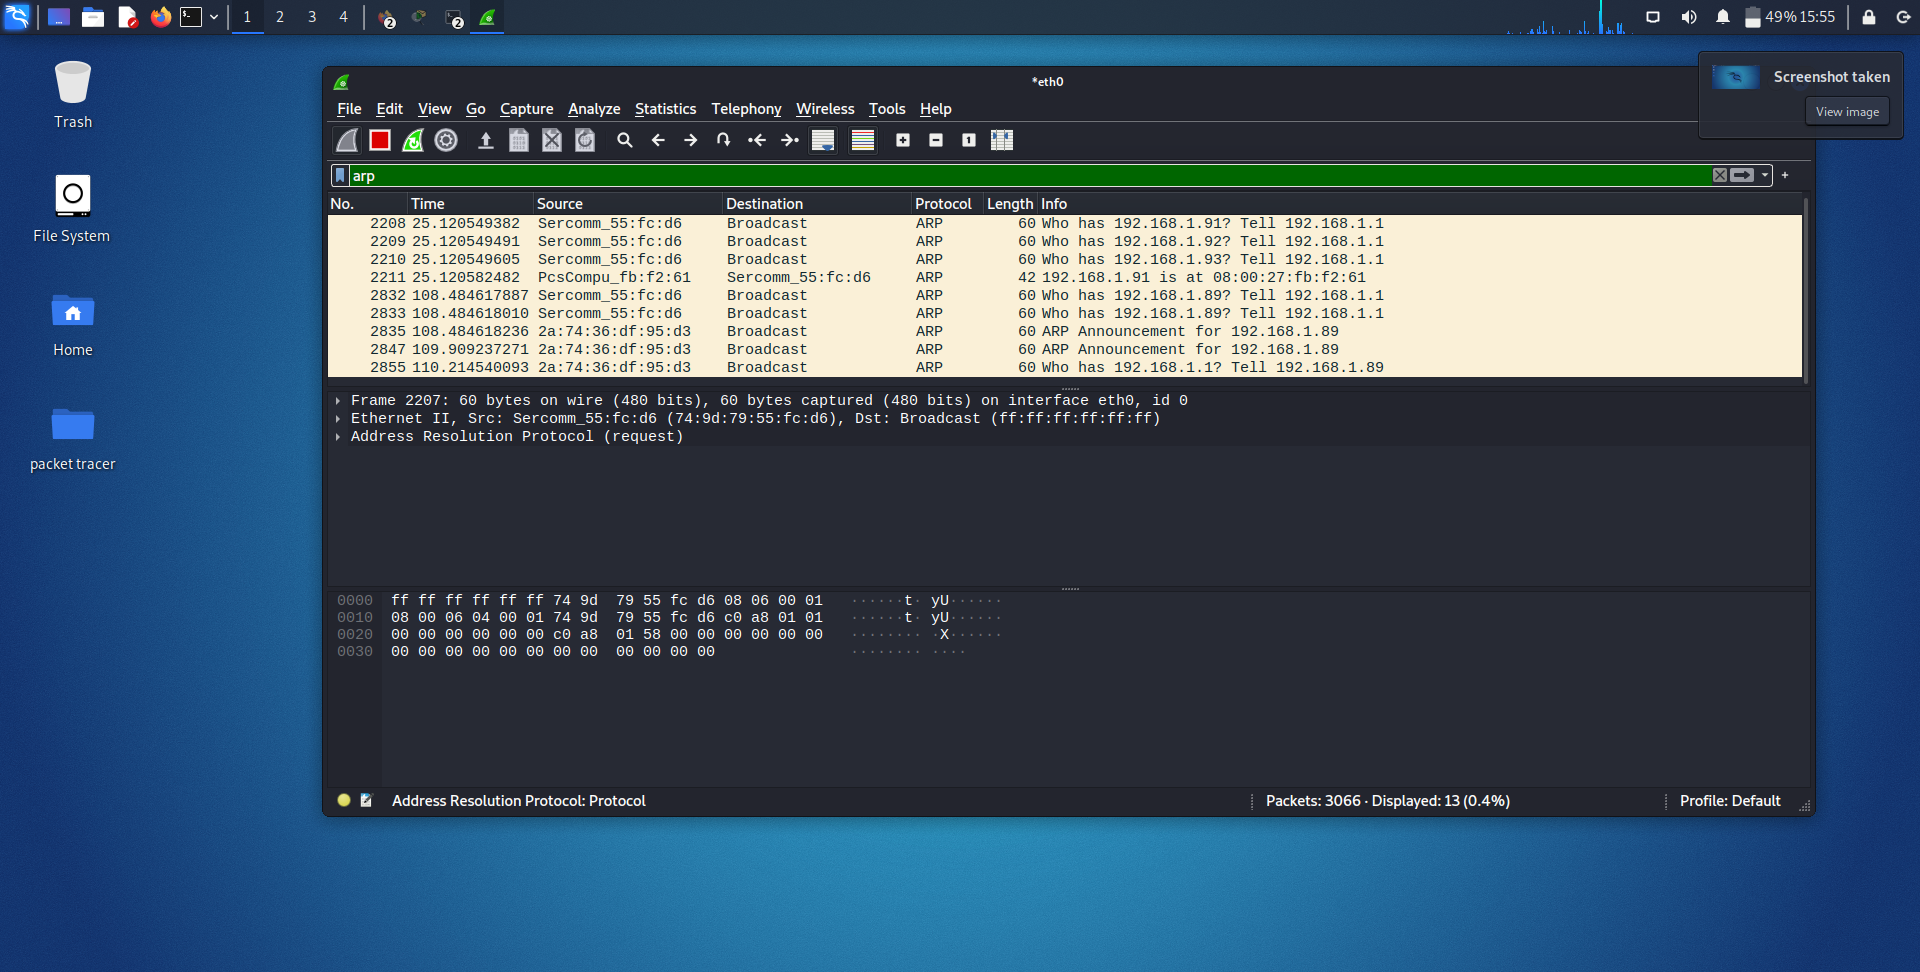 1 2 3 4 2 2 49% 15:55
Screenshot taken
View image
Trash
File System
Home
packet tracer
*eth0
File Edit View Go Capture Analyze Statistics Telephony Wireless Tools Help
arp
No. Time Source Destination Protocol Length Info
2208 25.120549382 Sercomm_55:fc:d6 Broadcast ARP 60 Who has 192.168.1.91? Tell 192.168.1.1
2209 25.120549491 Sercomm_55:fc:d6 Broadcast ARP 60 Who has 192.168.1.92? Tell 192.168.1.1
2210 25.120549605 Sercomm_55:fc:d6 Broadcast ARP 60 Who has 192.168.1.93? Tell 192.168.1.1
2211 25.120582482 PcsCompu_fb:f2:61 Sercomm_55:fc:d6 ARP 42 192.168.1.91 is at 08:00:27:fb:f2:61
2832 108.484617887 Sercomm_55:fc:d6 Broadcast ARP 60 Who has 192.168.1.89? Tell 192.168.1.1
2833 108.484618010 Sercomm_55:fc:d6 Broadcast ARP 60 Who has 192.168.1.89? Tell 192.168.1.1
2835 108.484618236 2a:74:36:df:95:d3 Broadcast ARP 60 ARP Announcement for 192.168.1.89
2847 109.909237271 2a:74:36:df:95:d3 Broadcast ARP 60 ARP Announcement for 192.168.1.89
2855 110.214540093 2a:74:36:df:95:d3 Broadcast ARP 60 Who has 192.168.1.1? Tell 192.168.1.89
Frame 2207: 60 bytes on wire (480 bits), 60 bytes captured (480 bits) on interface eth0, id 0
Ethernet II, Src: Sercomm_55:fc:d6 (74:9d:79:55:fc:d6), Dst: Broadcast (ff:ff:ff:ff:ff:ff)
Address Resolution Protocol (request)
0000 ff ff ff ff ff ff 74 9d 79 55 fc d6 08 06 00 01 ······t· yU······
0010 08 00 06 04 00 01 74 9d 79 55 fc d6 c0 a8 01 01 ······t· yU······
0020 00 00 00 00 00 00 c0 a8 01 58 00 00 00 00 00 00 ········ ·X······
0030 00 00 00 00 00 00 00 00 00 00 00 00 ········ ····
Address Resolution Protocol: Protocol
Packets: 3066 · Displayed: 13 (0.4%)
Profile: Default